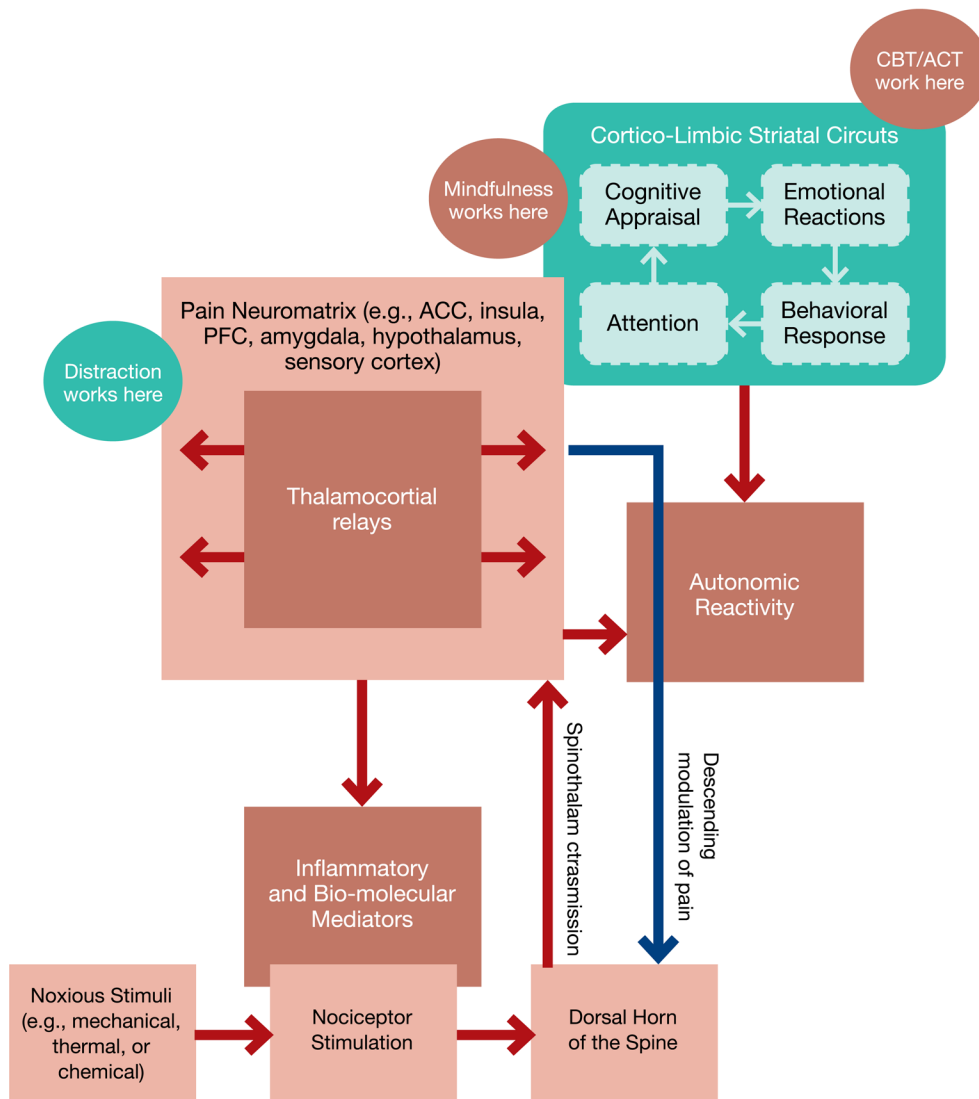 CBT/ACT
work here
Cortico-Limbic Striatal Circuts
Mindfulness
works here
Cognitive
Appraisal
Emotional
Reactions
Attention
Behavioral
Response
Pain Neuromatrix (e.g., ACC, insula,
PFC, amygdala, hypothalamus,
sensory cortex)
Distraction
works here
Thalamocortial
relays
Autonomic
Reactivity
Spinothalam ctrasmission
Descending
modulation of pain
Inflammatory
and Bio-molecular
Mediators
Noxious Stimuli
(e.g., mechanical,
thermal, or
chemical)
Nociceptor
Stimulation
Dorsal Horn
of the Spine